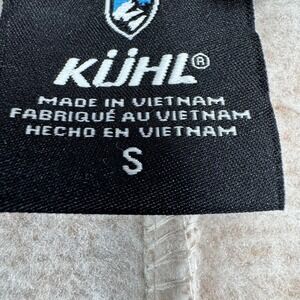 KÜHL®
MADE IN VIETNAM
FABRIQUÉ AU VIETNAM
HECHO EN VIETNAM
S